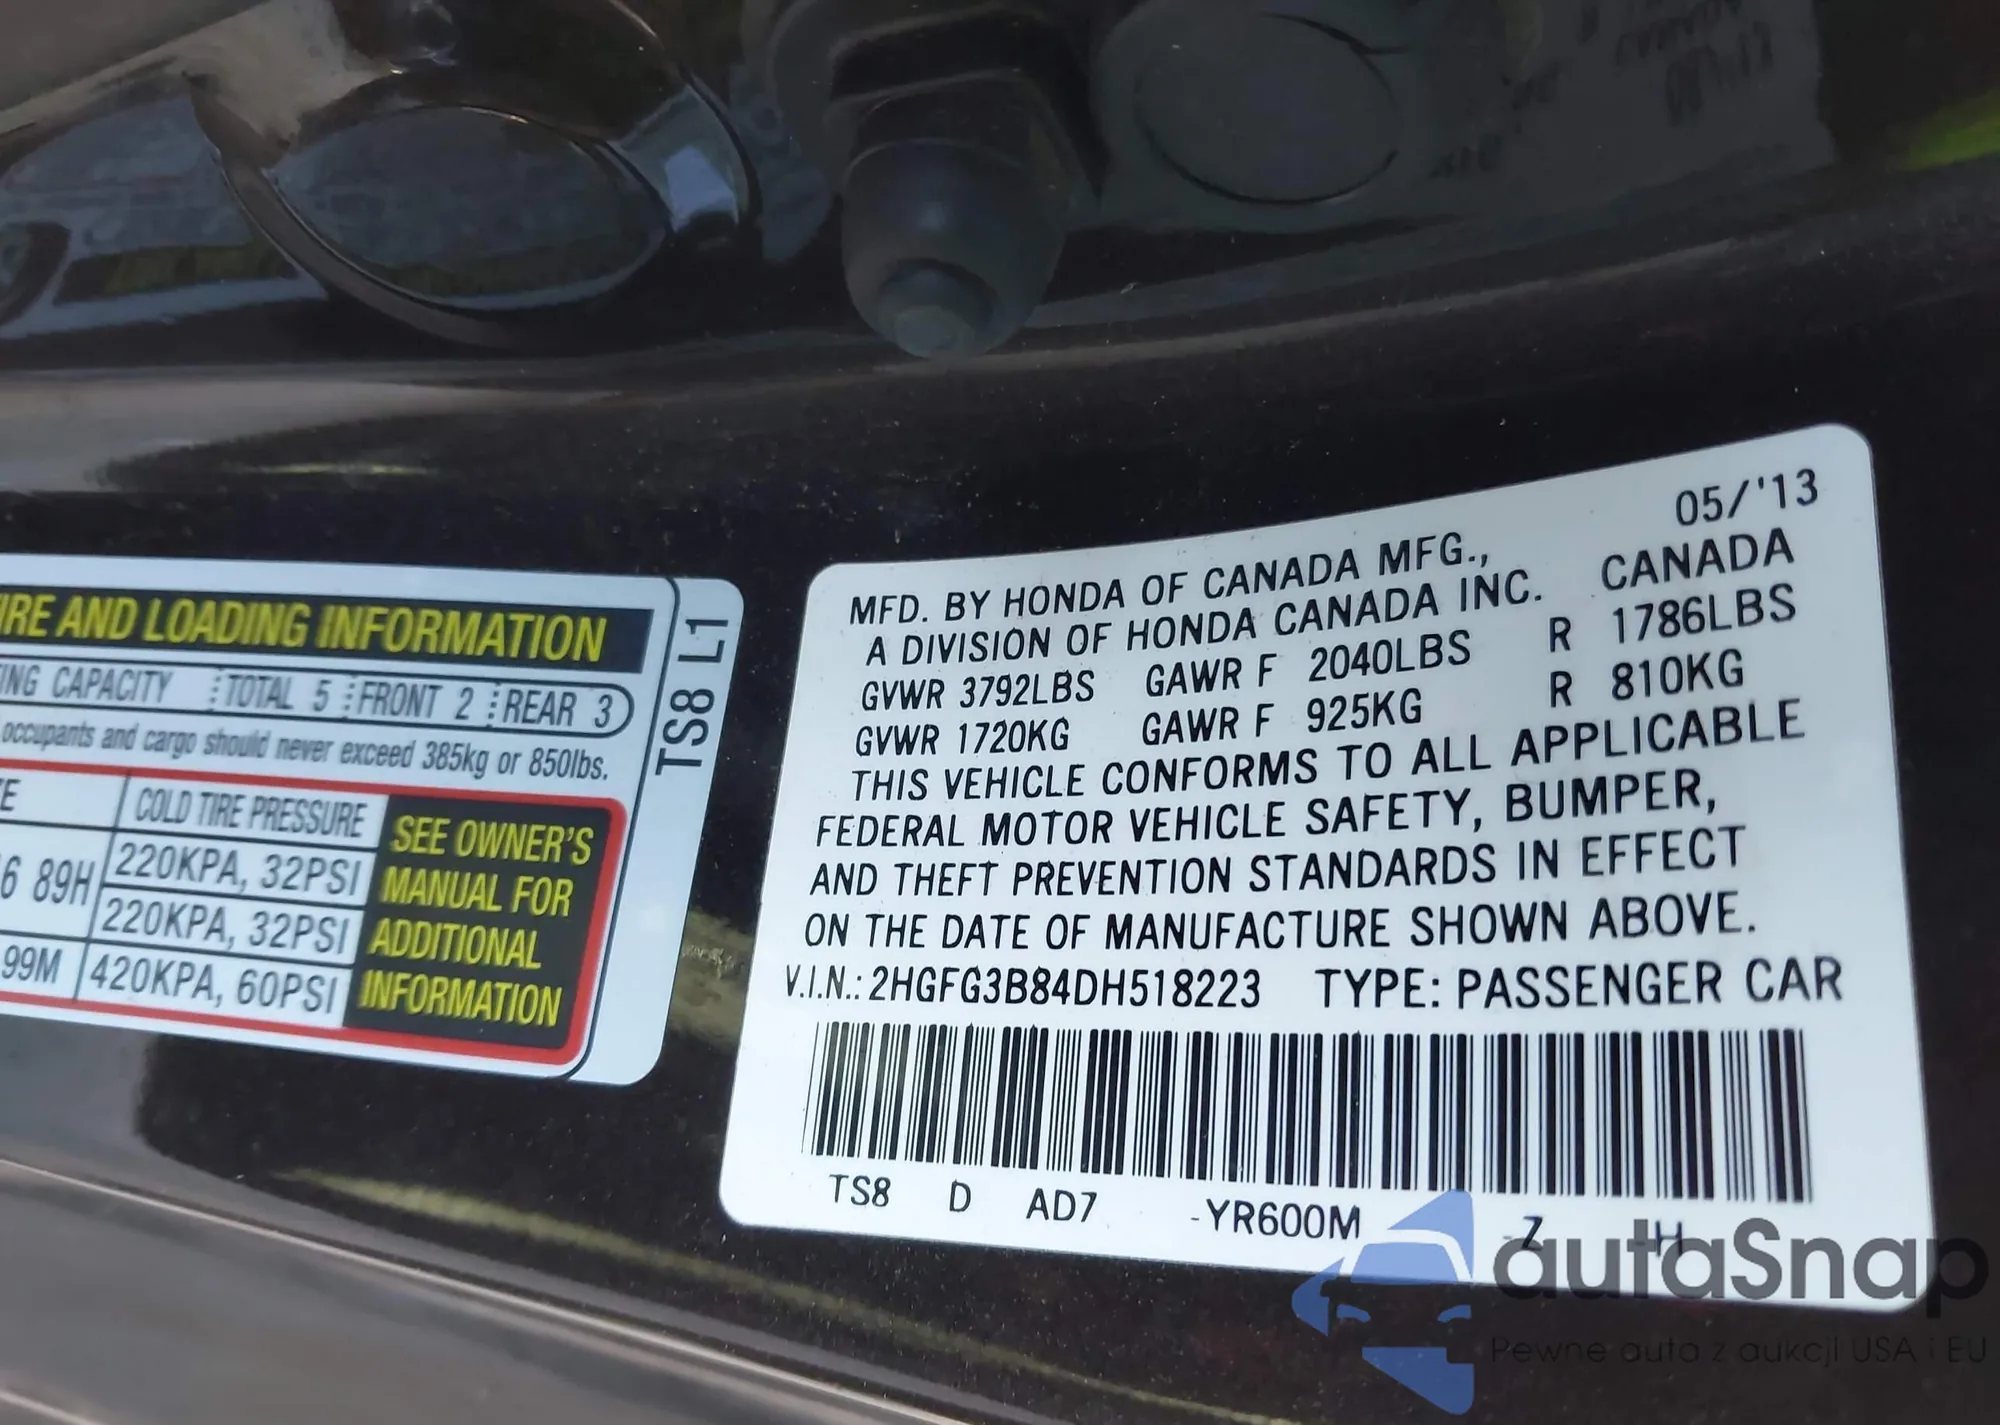 IRE AND LOADING INFORMATION
ING CAPACITY TOTAL 5 FRONT 2 REAR 3
occupants and cargo should never exceed 385kg or 850lbs.
E COLD TIRE PRESSURE
6 89H 220KPA, 32PSI
220KPA, 32PSI
99M 420KPA, 60PSI
SEE OWNER'S
MANUAL FOR
ADDITIONAL
INFORMATION
TS8 L1
05/'13
MFD. BY HONDA OF CANADA MFG.,
A DIVISION OF HONDA CANADA INC. CANADA
GVWR 3792LBS GAWR F 2040LBS R 1786LBS
GVWR 1720KG GAWR F 925KG R 810KG
THIS VEHICLE CONFORMS TO ALL APPLICABLE
FEDERAL MOTOR VEHICLE SAFETY, BUMPER,
AND THEFT PREVENTION STANDARDS IN EFFECT
ON THE DATE OF MANUFACTURE SHOWN ABOVE.
V.I.N.: 2HGFG3B84DH518223 TYPE: PASSENGER CAR
TS8 D AD7 -YR600M -Z -H
autaSnap
Pewne auta z aukcji USA i EU